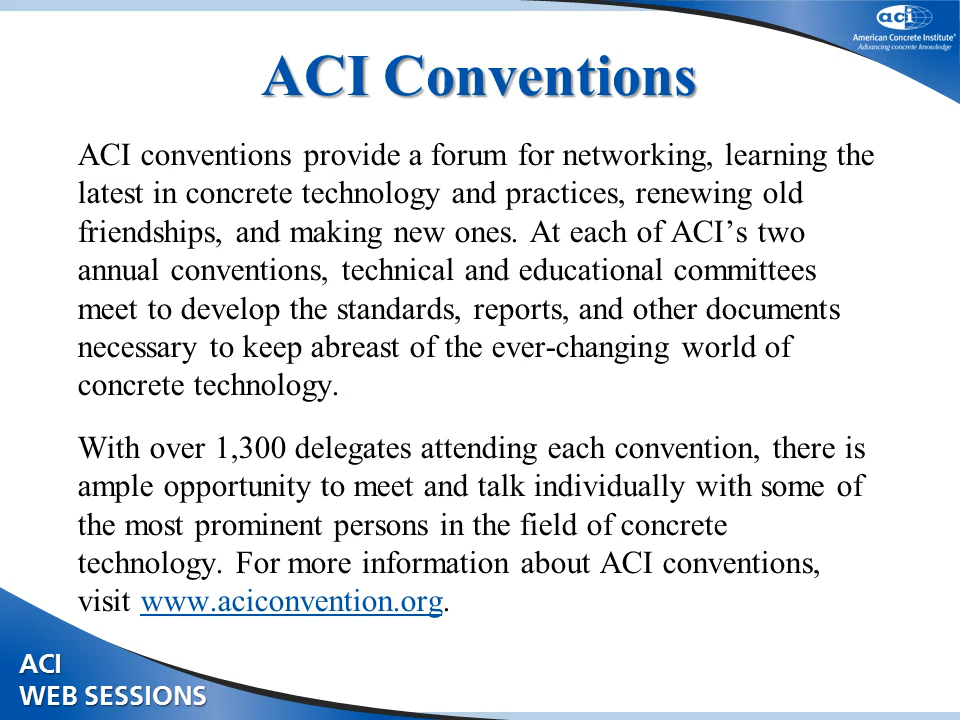 aci
American Concrete Institute®
Advancing concrete knowledge
ACI Conventions
ACI conventions provide a forum for networking, learning the
latest in concrete technology and practices, renewing old
friendships, and making new ones. At each of ACI’s two
annual conventions, technical and educational committees
meet to develop the standards, reports, and other documents
necessary to keep abreast of the ever-changing world of
concrete technology.
With over 1,300 delegates attending each convention, there is
ample opportunity to meet and talk individually with some of
the most prominent persons in the field of concrete
technology. For more information about ACI conventions,
visit www.aciconvention.org.
ACI
WEB SESSIONS